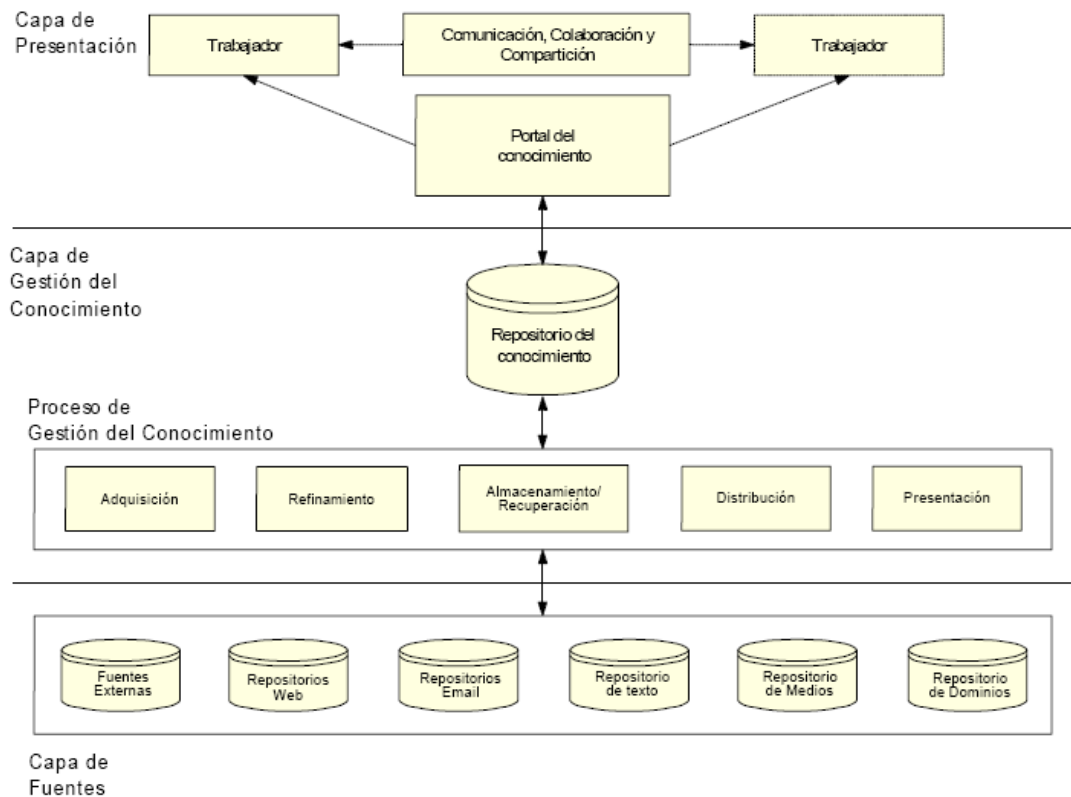 Capa de
Presentación
Trabajador
Comunicación, Colaboración y
Compartición
Trabajador
Portal del
conocimiento
Capa de
Gestión del
Conocimiento
Repositorio del
conocimiento
Proceso de
Gestión del Conocimiento
Adquisición
Refinamiento
Almacenamiento/
Recuperación
Distribución
Presentación
Fuentes
Externas
Repositorios
Web
Repositorios
Email
Repositorio
de texto
Repositorio
de Medios
Repositorio
de Dominios
Capa de
Fuentes